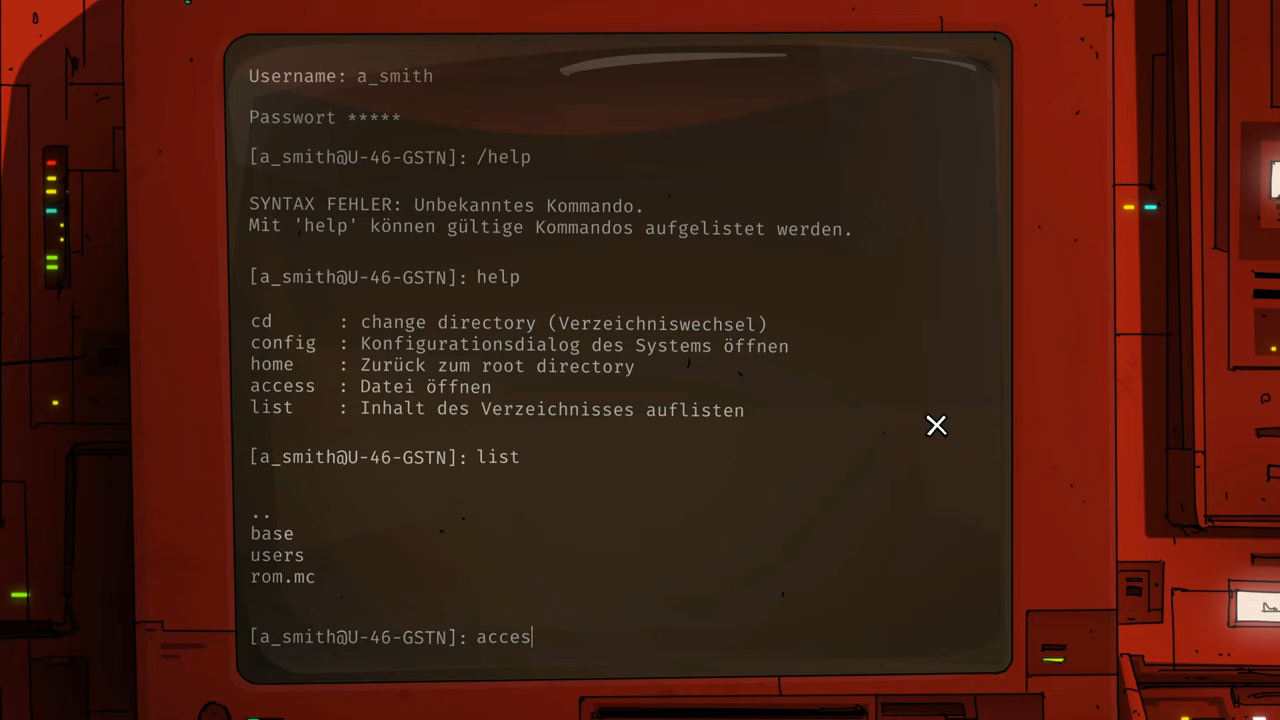 Username: a_smith
Passwort *****
[a_smith@U-46-GSTN]: /help
SYNTAX FEHLER: Unbekanntes Kommando.
Mit 'help' können gültige Kommandos aufgelistet werden.
[a_smith@U-46-GSTN]: help
cd : change directory (Verzeichniswechsel)
config : Konfigurationsdialog des Systems öffnen
home : Zurück zum root directory
access : Datei öffnen
list : Inhalt des Verzeichnisses auflisten
[a_smith@U-46-GSTN]: list
..
base
users
rom.mc
[a_smith@U-46-GSTN]: acces